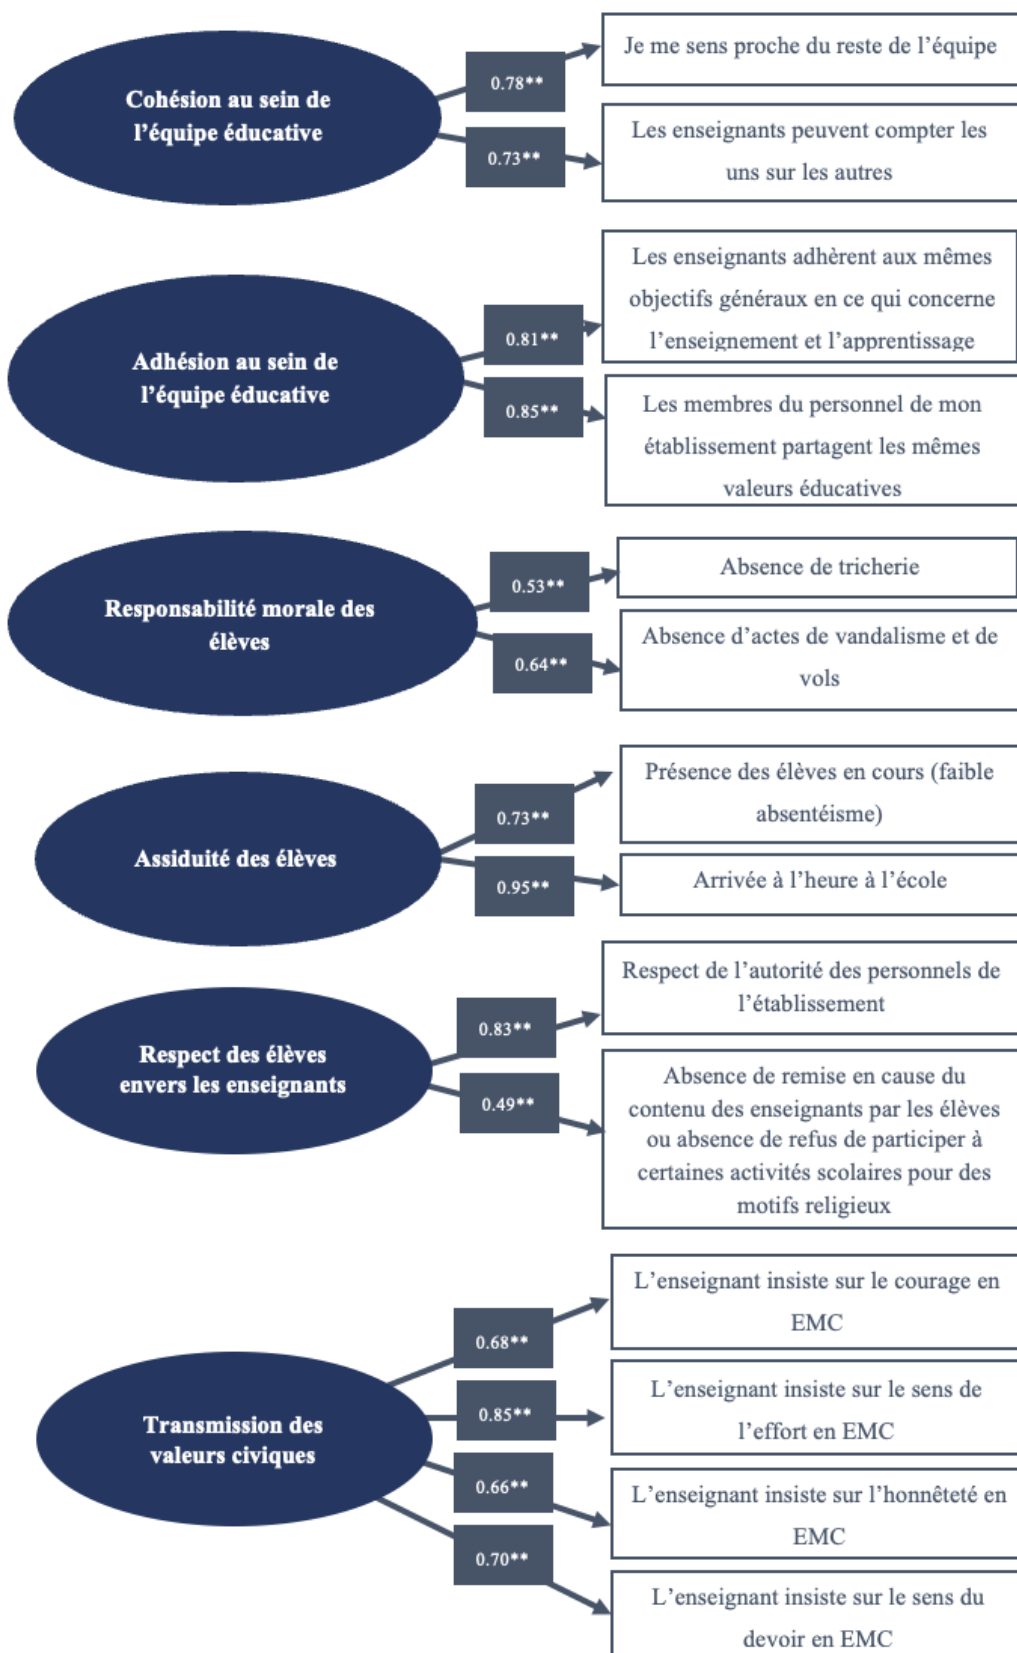 Cohésion au sein de
l’équipe éducative
0.78**
Je me sens proche du reste de l’équipe
0.73**
Les enseignants peuvent compter les
uns sur les autres
Adhésion au sein de
l’équipe éducative
0.81**
Les enseignants adhèrent aux mêmes
objectifs généraux en ce qui concerne
l’enseignement et l’apprentissage
0.85**
Les membres du personnel de mon
établissement partagent les mêmes
valeurs éducatives
Responsabilité morale des
élèves
0.53**
Absence de tricherie
0.64**
Absence d’actes de vandalisme et de
vols
Assiduité des élèves
0.73**
Présence des élèves en cours (faible
absentéisme)
0.95**
Arrivée à l’heure à l’école
Respect des élèves
envers les enseignants
0.83**
Respect de l’autorité des personnels de
l’établissement
0.49**
Absence de remise en cause du
contenu des enseignants par les élèves
ou absence de refus de participer à
certaines activités scolaires pour des
motifs religieux
Transmission des
valeurs civiques
0.68**
L’enseignant insiste sur le courage en
EMC
0.85**
L’enseignant insiste sur le sens de
l’effort en EMC
0.66**
L’enseignant insiste sur l’honnêteté en
EMC
0.70**
L’enseignant insiste sur le sens du
devoir en EMC